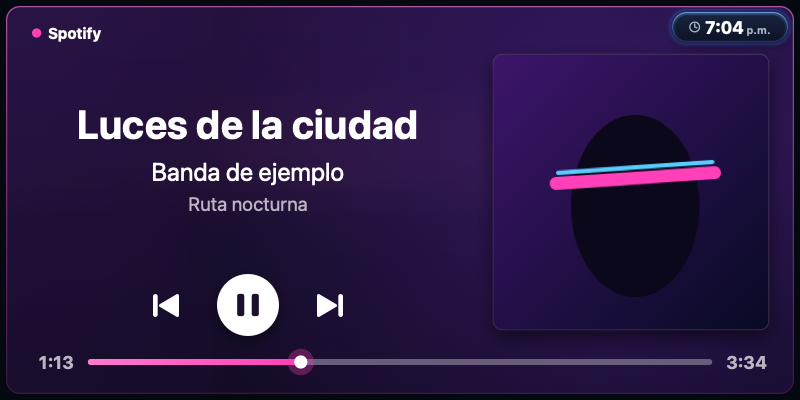 Spotify
7:04 p.m.
Luces de la ciudad
Banda de ejemplo
Ruta nocturna
1:13
3:34